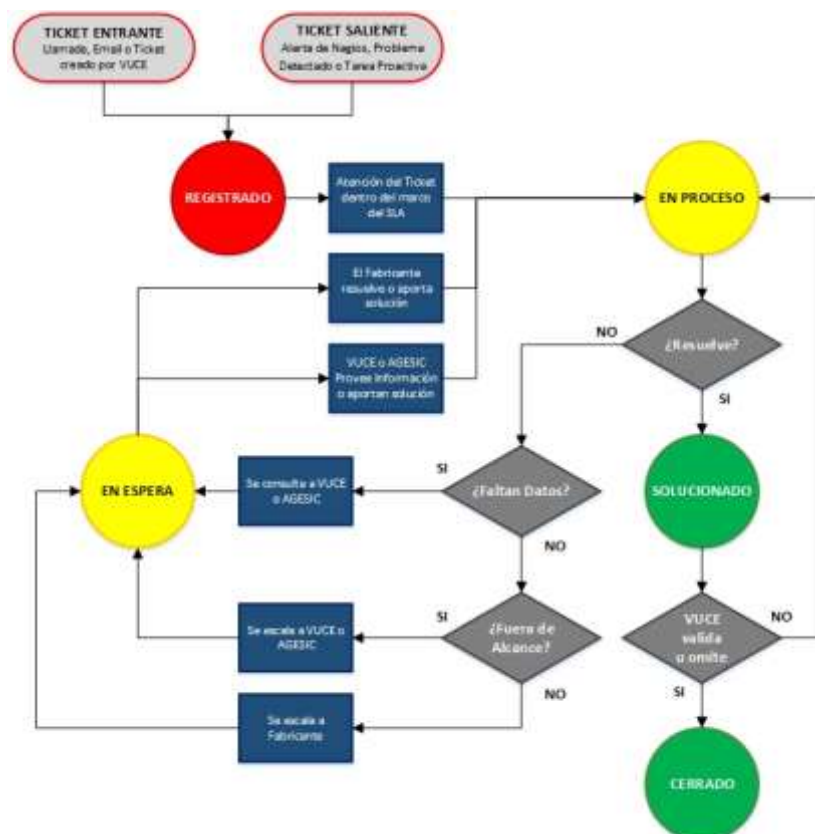 TICKET ENTRANTE
Llamado, Email o Ticket
creado por VUCE
TICKET SALIENTE
Alerta de Nagios, Problema
Detectado o Tarea Proactiva
REGISTRADO
Atención del Ticket
dentro del marco
del SLA
EN PROCESO
El Fabricante
resuelve o aporta
solución
¿Resuelve?
NO
SI
VUCE o AGESIC
Provee información
o aportan solución
EN ESPERA
Se consulta a VUCE
o AGESIC
SI
¿Faltan Datos?
NO
SOLUCIONADO
Se escala a VUCE o
AGESIC
SI
¿Fuera de
Alcance?
NO
VUCE
valida
u omite
NO
SI
Se escala a
Fabricante
CERRADO